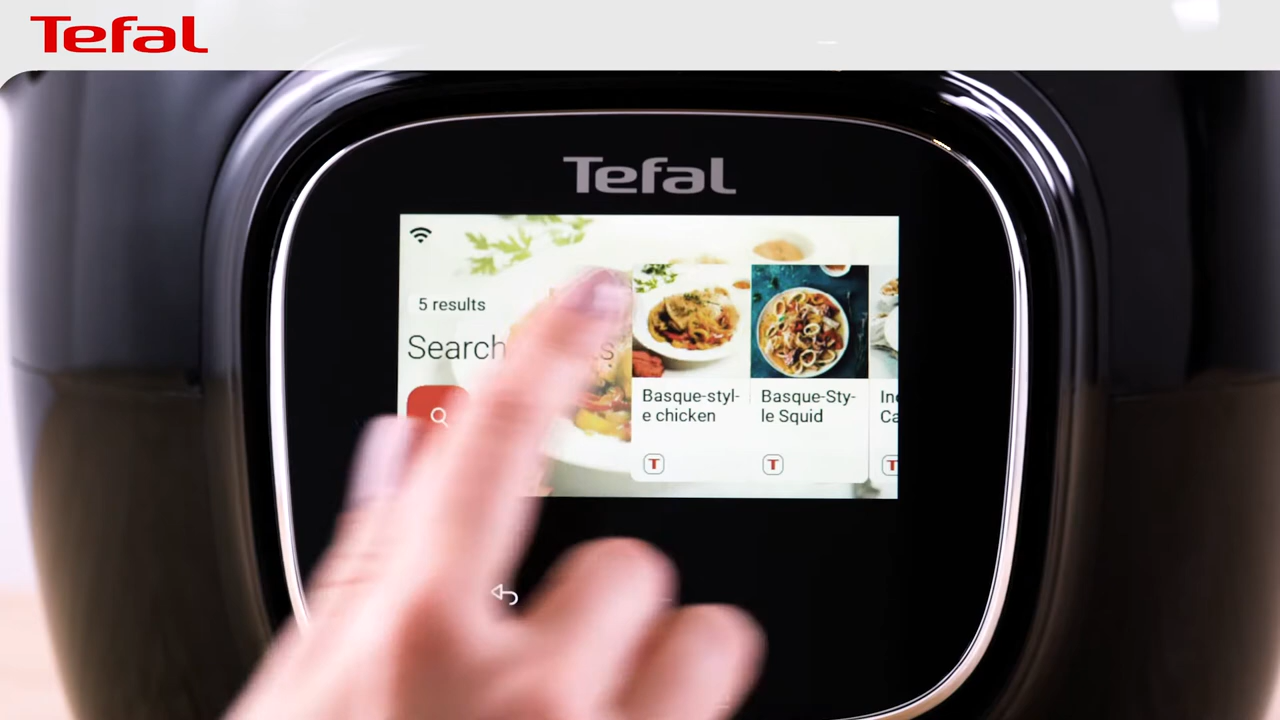 Tefal
Tefal
5 results
Search
Basque-styl-
e chicken
Basque-Sty-
le Squid
T
T
T